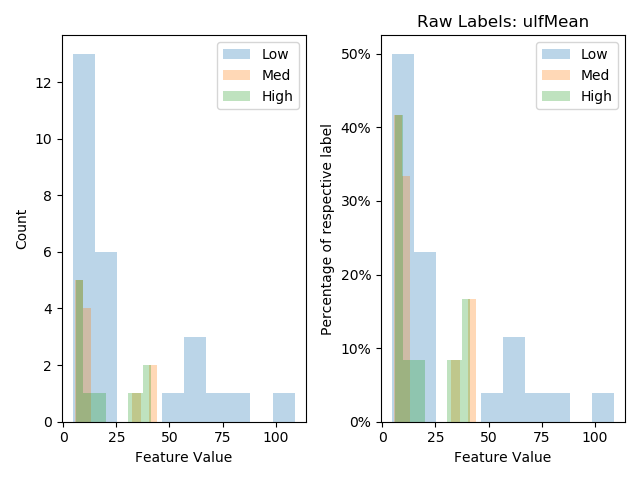 Raw Labels: ulfMean
Count
12
10
8
6
4
2
0
Low
Med
High
0
25
50
75
100
Feature Value
Percentage of respective label
50%
40%
30%
20%
10%
0%
Low
Med
High
0
25
50
75
100
Feature Value